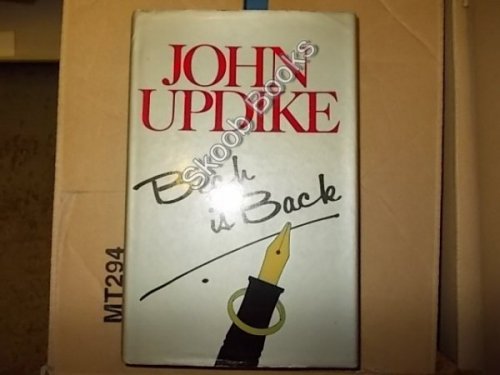 JOHN
UPDIKE
Skoob Books
Bech
is Back
MT294